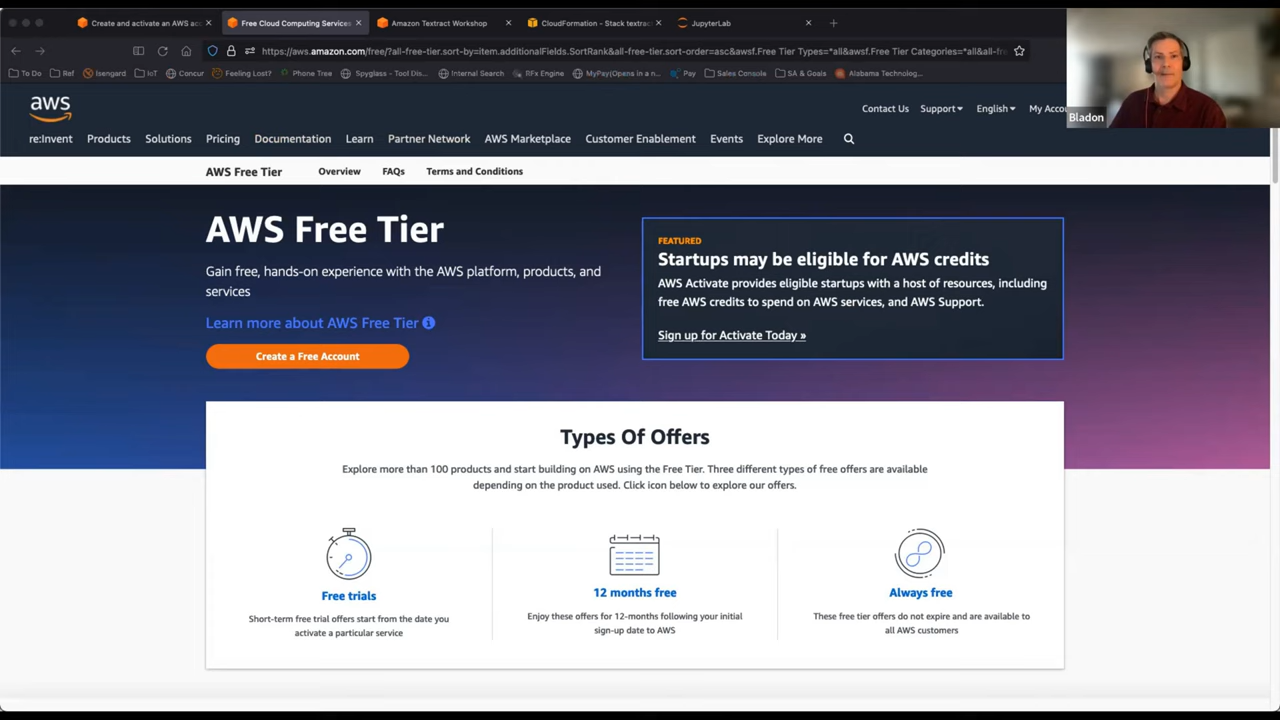 Create and activate an AWS acc
Free Cloud Computing Services
Amazon Textract Workshop
CloudFormation - Stack textrac
JupyterLab
https://aws.amazon.com/free/?all-free-tier.sort-by=item.additionalFields.SortRank&all-free-tier.sort-order=asc&awsf.Free Tier Types=*all&awsf.Free Tier Categories=*all&all-fre
To Do
Ref
Isengard
IoT
Concur
Feeling Lost?
Phone Tree
Spyglass - Tool Dis...
Internal Search
RFx Engine
MyPay(Opens in a n...
Pay
Sales Console
SA & Goals
Alabama Technolog...
Bladon
aws
Contact Us
Support
English
My Accou
re:Invent
Products
Solutions
Pricing
Documentation
Learn
Partner Network
AWS Marketplace
Customer Enablement
Events
Explore More
AWS Free Tier
Overview
FAQs
Terms and Conditions
AWS Free Tier
Gain free, hands-on experience with the AWS platform, products, and
services
Learn more about AWS Free Tier
Create a Free Account
FEATURED
Startups may be eligible for AWS credits
AWS Activate provides eligible startups with a host of resources, including
free AWS credits to spend on AWS services, and AWS Support.
Sign up for Activate Today »
Types Of Offers
Explore more than 100 products and start building on AWS using the Free Tier. Three different types of free offers are available
depending on the product used. Click icon below to explore our offers.
Free trials
Short-term free trial offers start from the date you
activate a particular service
12 months free
Enjoy these offers for 12-months following your initial
sign-up date to AWS
Always free
These free tier offers do not expire and are available to
all AWS customers